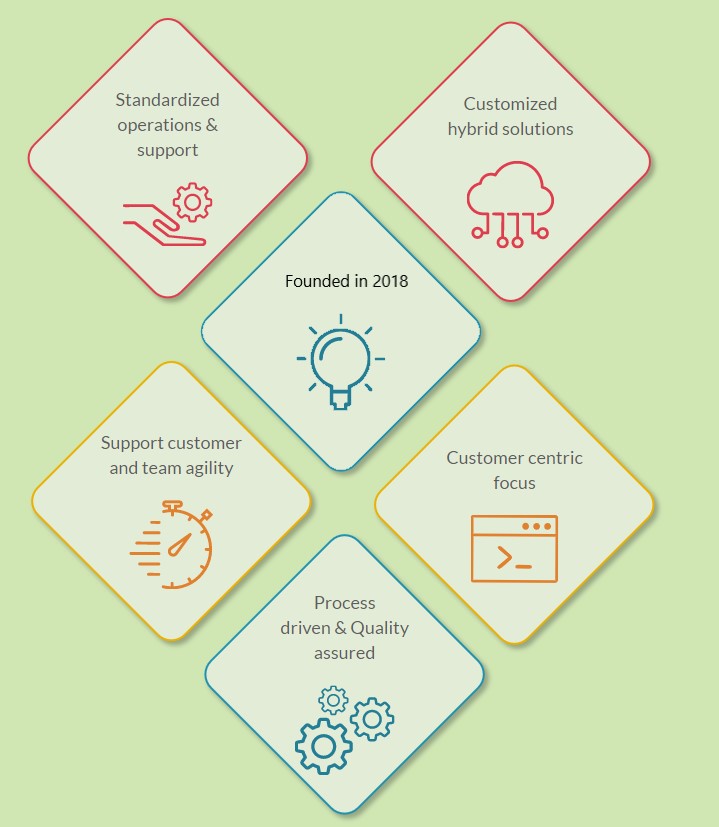 Standardized
operations &
support
Customized
hybrid solutions
Founded in 2018
Support customer
and team agility
Customer centric
focus
Process
driven & Quality
assured